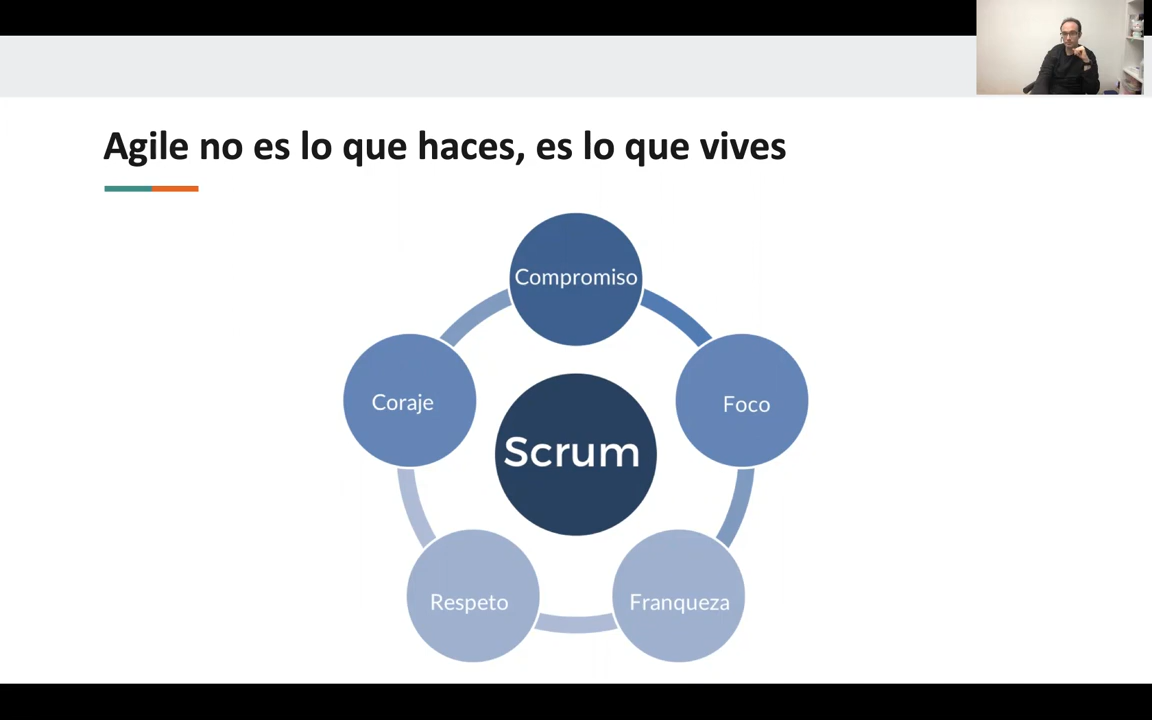 Agile no es lo que haces, es lo que vives
Compromiso
Coraje
Foco
Scrum
Respeto
Franqueza